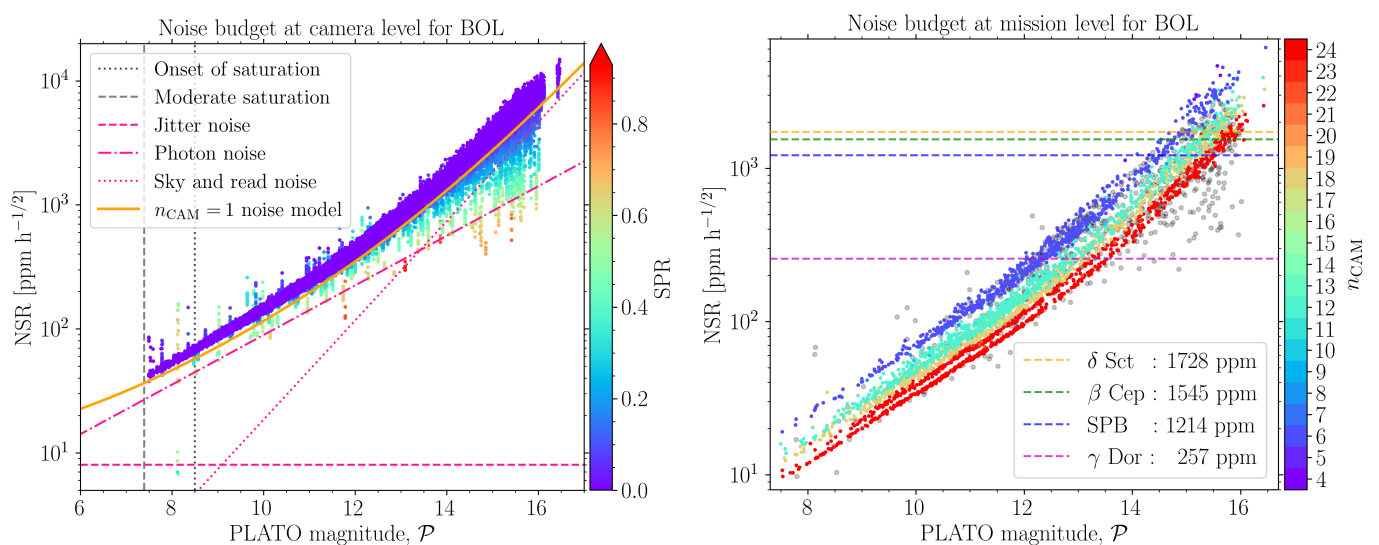 Noise budget at camera level for BOL
Onset of saturation
Moderate saturation
Jitter noise
Photon noise
Sky and read noise
n_CAM = 1 noise model
NSR [ppm h^−1/2]
10^4
10^3
10^2
10^1
6 8 10 12 14 16
PLATO magnitude, 𝒫
0.8
0.6
0.4
0.2
0.0
SPR
Noise budget at mission level for BOL
NSR [ppm h^−1/2]
10^3
10^2
10^1
δ Sct : 1728 ppm
β Cep : 1545 ppm
SPB : 1214 ppm
γ Dor : 257 ppm
8 10 12 14 16
PLATO magnitude, 𝒫
24
23
22
21
20
19
18
17
16
15
14
13
12
11
10
9
8
7
6
5
4
n_CAM